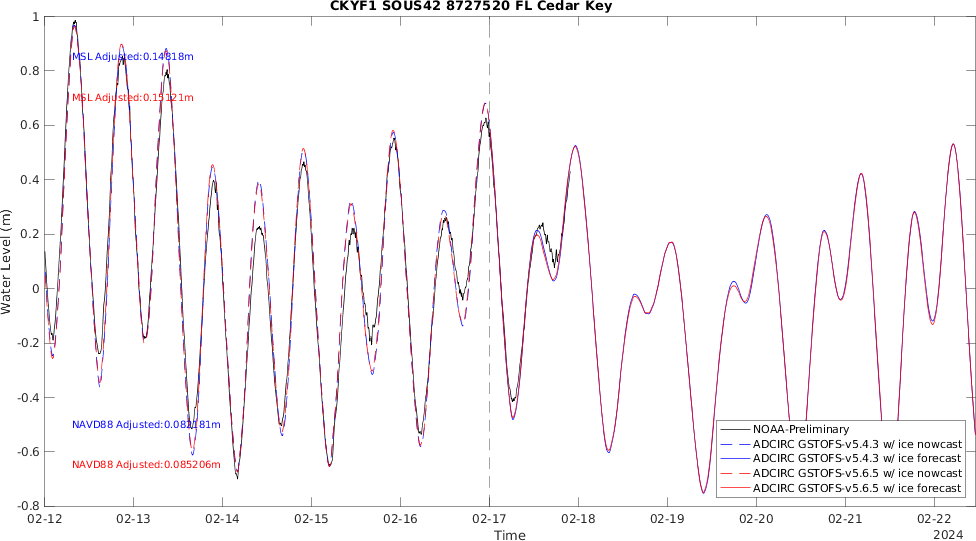 CKYF1 SOUS42 8727520 FL Cedar Key
1
0.8
0.6
0.4
0.2
0
-0.2
-0.4
-0.6
-0.8
Water Level (m)
MSL Adjusted:0.14318m
MSL Adjusted:0.15121m
NAVD88 Adjusted:0.082181m
NAVD88 Adjusted:0.085206m
NOAA-Preliminary
ADCIRC GSTOFS-v5.4.3 w/ ice nowcast
ADCIRC GSTOFS-v5.4.3 w/ ice forecast
ADCIRC GSTOFS-v5.6.5 w/ ice nowcast
ADCIRC GSTOFS-v5.6.5 w/ ice forecast
02-12 02-13 02-14 02-15 02-16 02-17 02-18 02-19 02-20 02-21 02-22
Time
2024